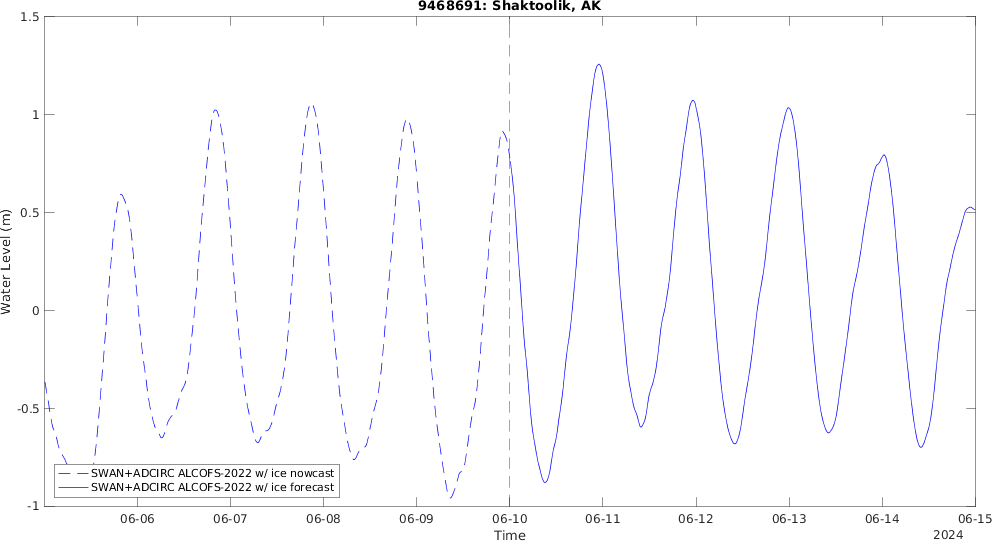 9468691: Shaktoolik, AK
1.5
1
0.5
0
-0.5
-1
Water Level (m)
SWAN+ADCIRC ALCOFS-2022 w/ ice nowcast
SWAN+ADCIRC ALCOFS-2022 w/ ice forecast
06-06 06-07 06-08 06-09 06-10 06-11 06-12 06-13 06-14 06-15
Time
2024